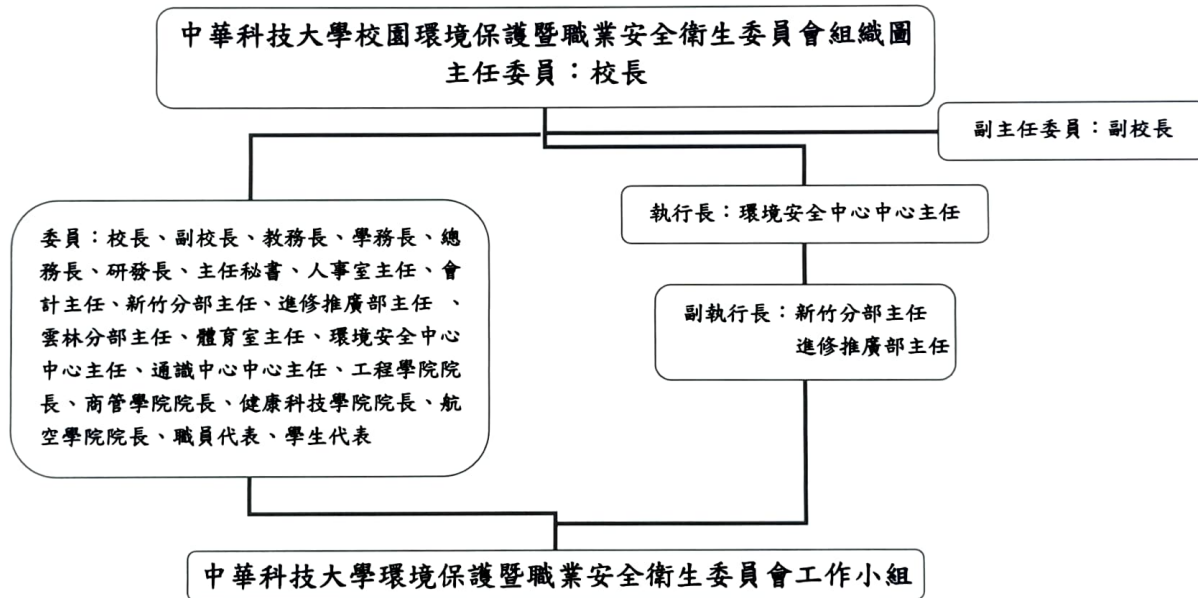 中華科技大學校園環境保護暨職業安全衛生委員會組織圖
主任委員：校長
副主任委員：副校長
執行長：環境安全中心中心主任
委員：校長、副校長、教務長、學務長、總
務長、研發長、主任秘書、人事室主任、會
計主任、新竹分部主任、進修推廣部主任、
雲林分部主任、體育室主任、環境安全中心
中心主任、通識中心中心主任、工程學院院
長、商管學院院長、健康科技學院院長、航
空學院院長、職員代表、學生代表
副執行長：新竹分部主任
進修推廣部主任
中華科技大學環境保護暨職業安全衛生委員會工作小組